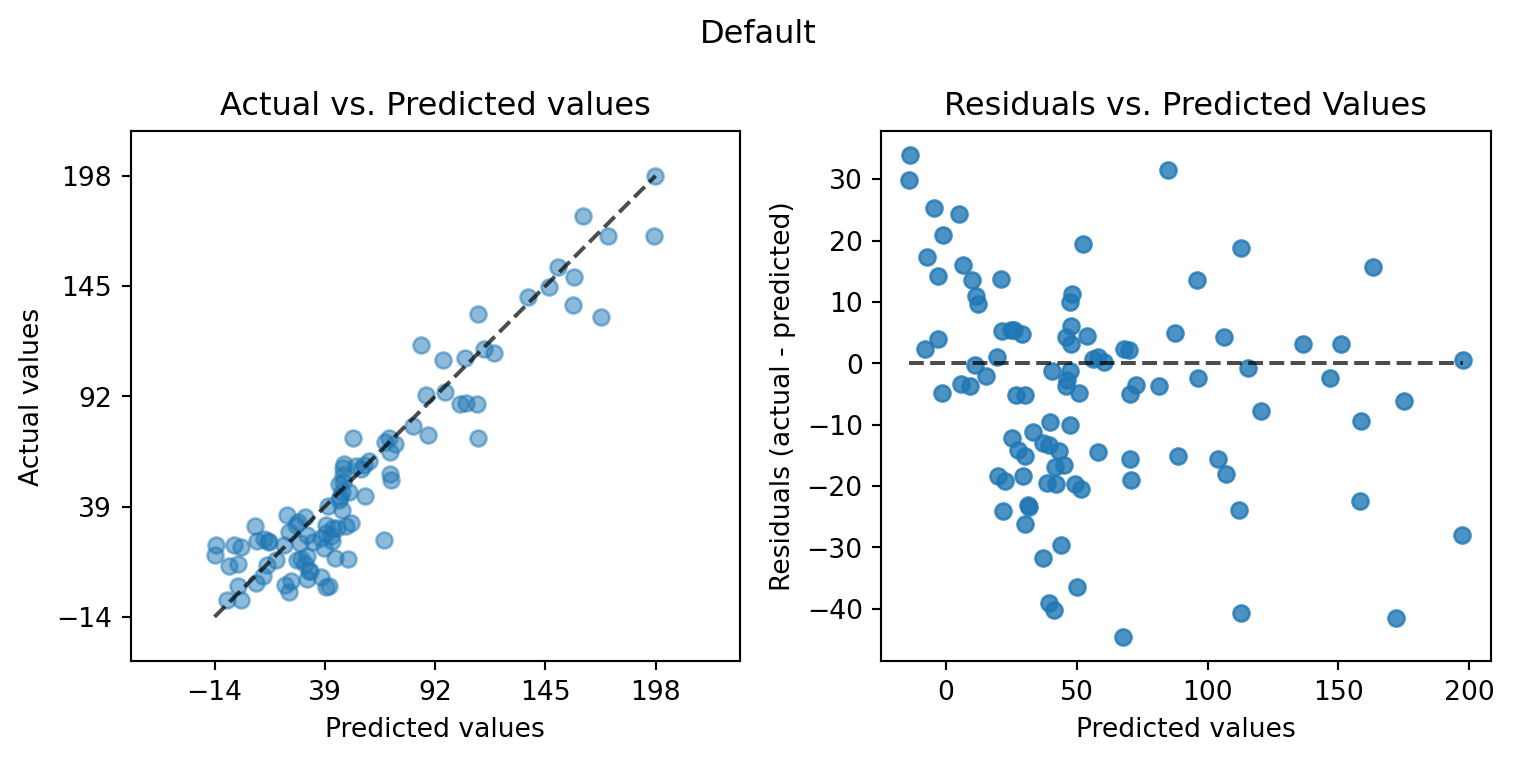 Default
Actual vs. Predicted values
Actual values
198
145
92
39
−14
−14 39 92 145 198
Predicted values
Residuals vs. Predicted Values
Residuals (actual - predicted)
30
20
10
0
−10
−20
−30
−40
0 50 100 150 200
Predicted values